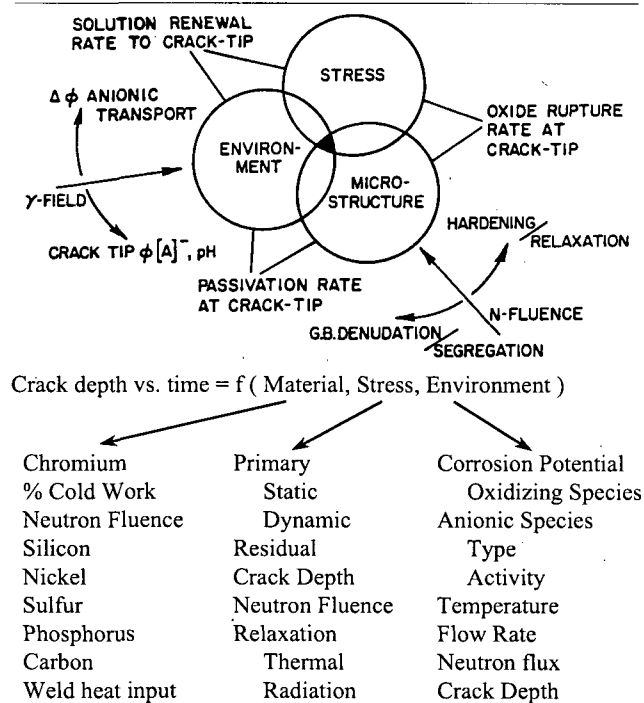 SOLUTION RENEWAL
RATE TO CRACK-TIP
STRESS
Δϕ ANIONIC
TRANSPORT
OXIDE RUPTURE
RATE AT
CRACK-TIP
ENVIRON-
MENT
MICRO-
STRUCTURE
γ-FIELD
HARDENING/
RELAXATION
CRACK TIP ϕ[A]⁻, pH
PASSIVATION RATE
AT CRACK-TIP
N-FLUENCE
G.B. DENUDATION/
SEGREGATION
Crack depth vs. time = f ( Material, Stress, Environment )
Chromium Primary Corrosion Potential
% Cold Work Static Oxidizing Species
Neutron Fluence Dynamic Anionic Species
Silicon Residual Type
Nickel Crack Depth Activity
Sulfur Neutron Fluence Temperature
Phosphorus Relaxation Flow Rate
Carbon Thermal Neutron flux
Weld heat input Radiation Crack Depth